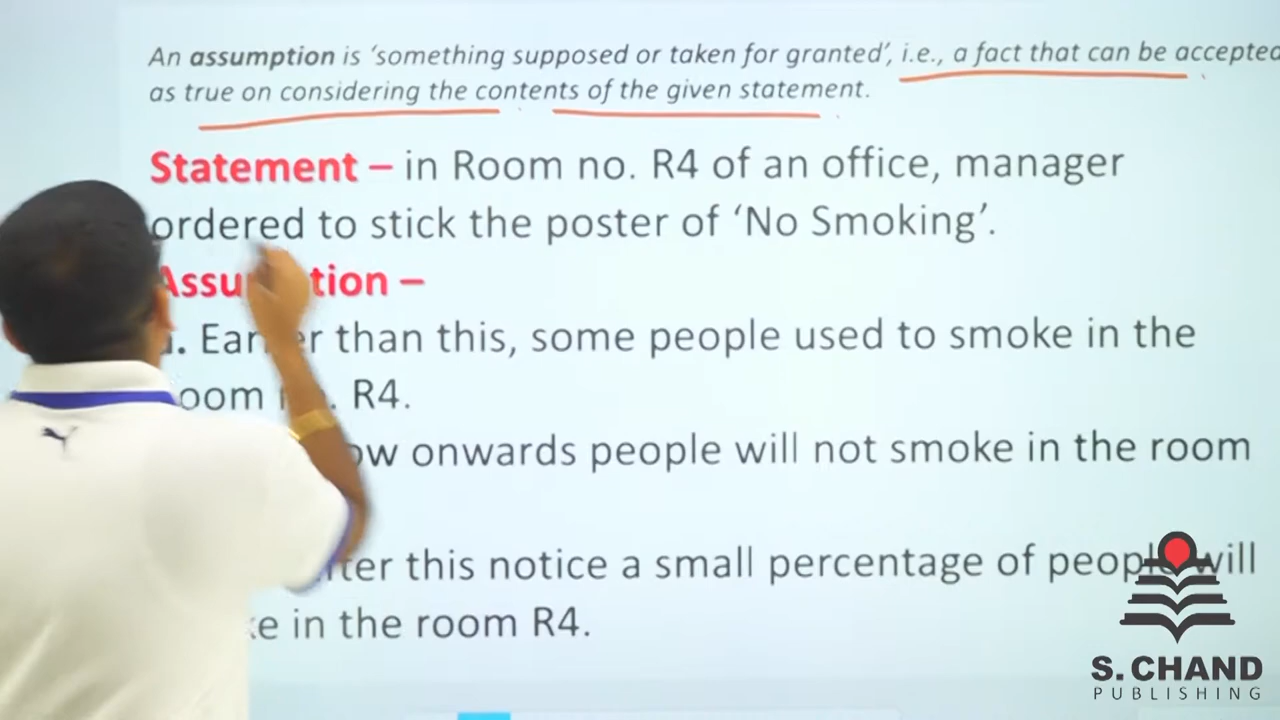 An assumption is ‘something supposed or taken for granted’, i.e., a fact that can be accepted
as true on considering the contents of the given statement.
Statement – in Room no. R4 of an office, manager
ordered to stick the poster of ‘No Smoking’.
Assumption –
than this, some people used to smoke in the
R4.
onwards people will not smoke in the room
this notice a small percentage of people will
in the room R4.
S. CHAND
PUBLISHING